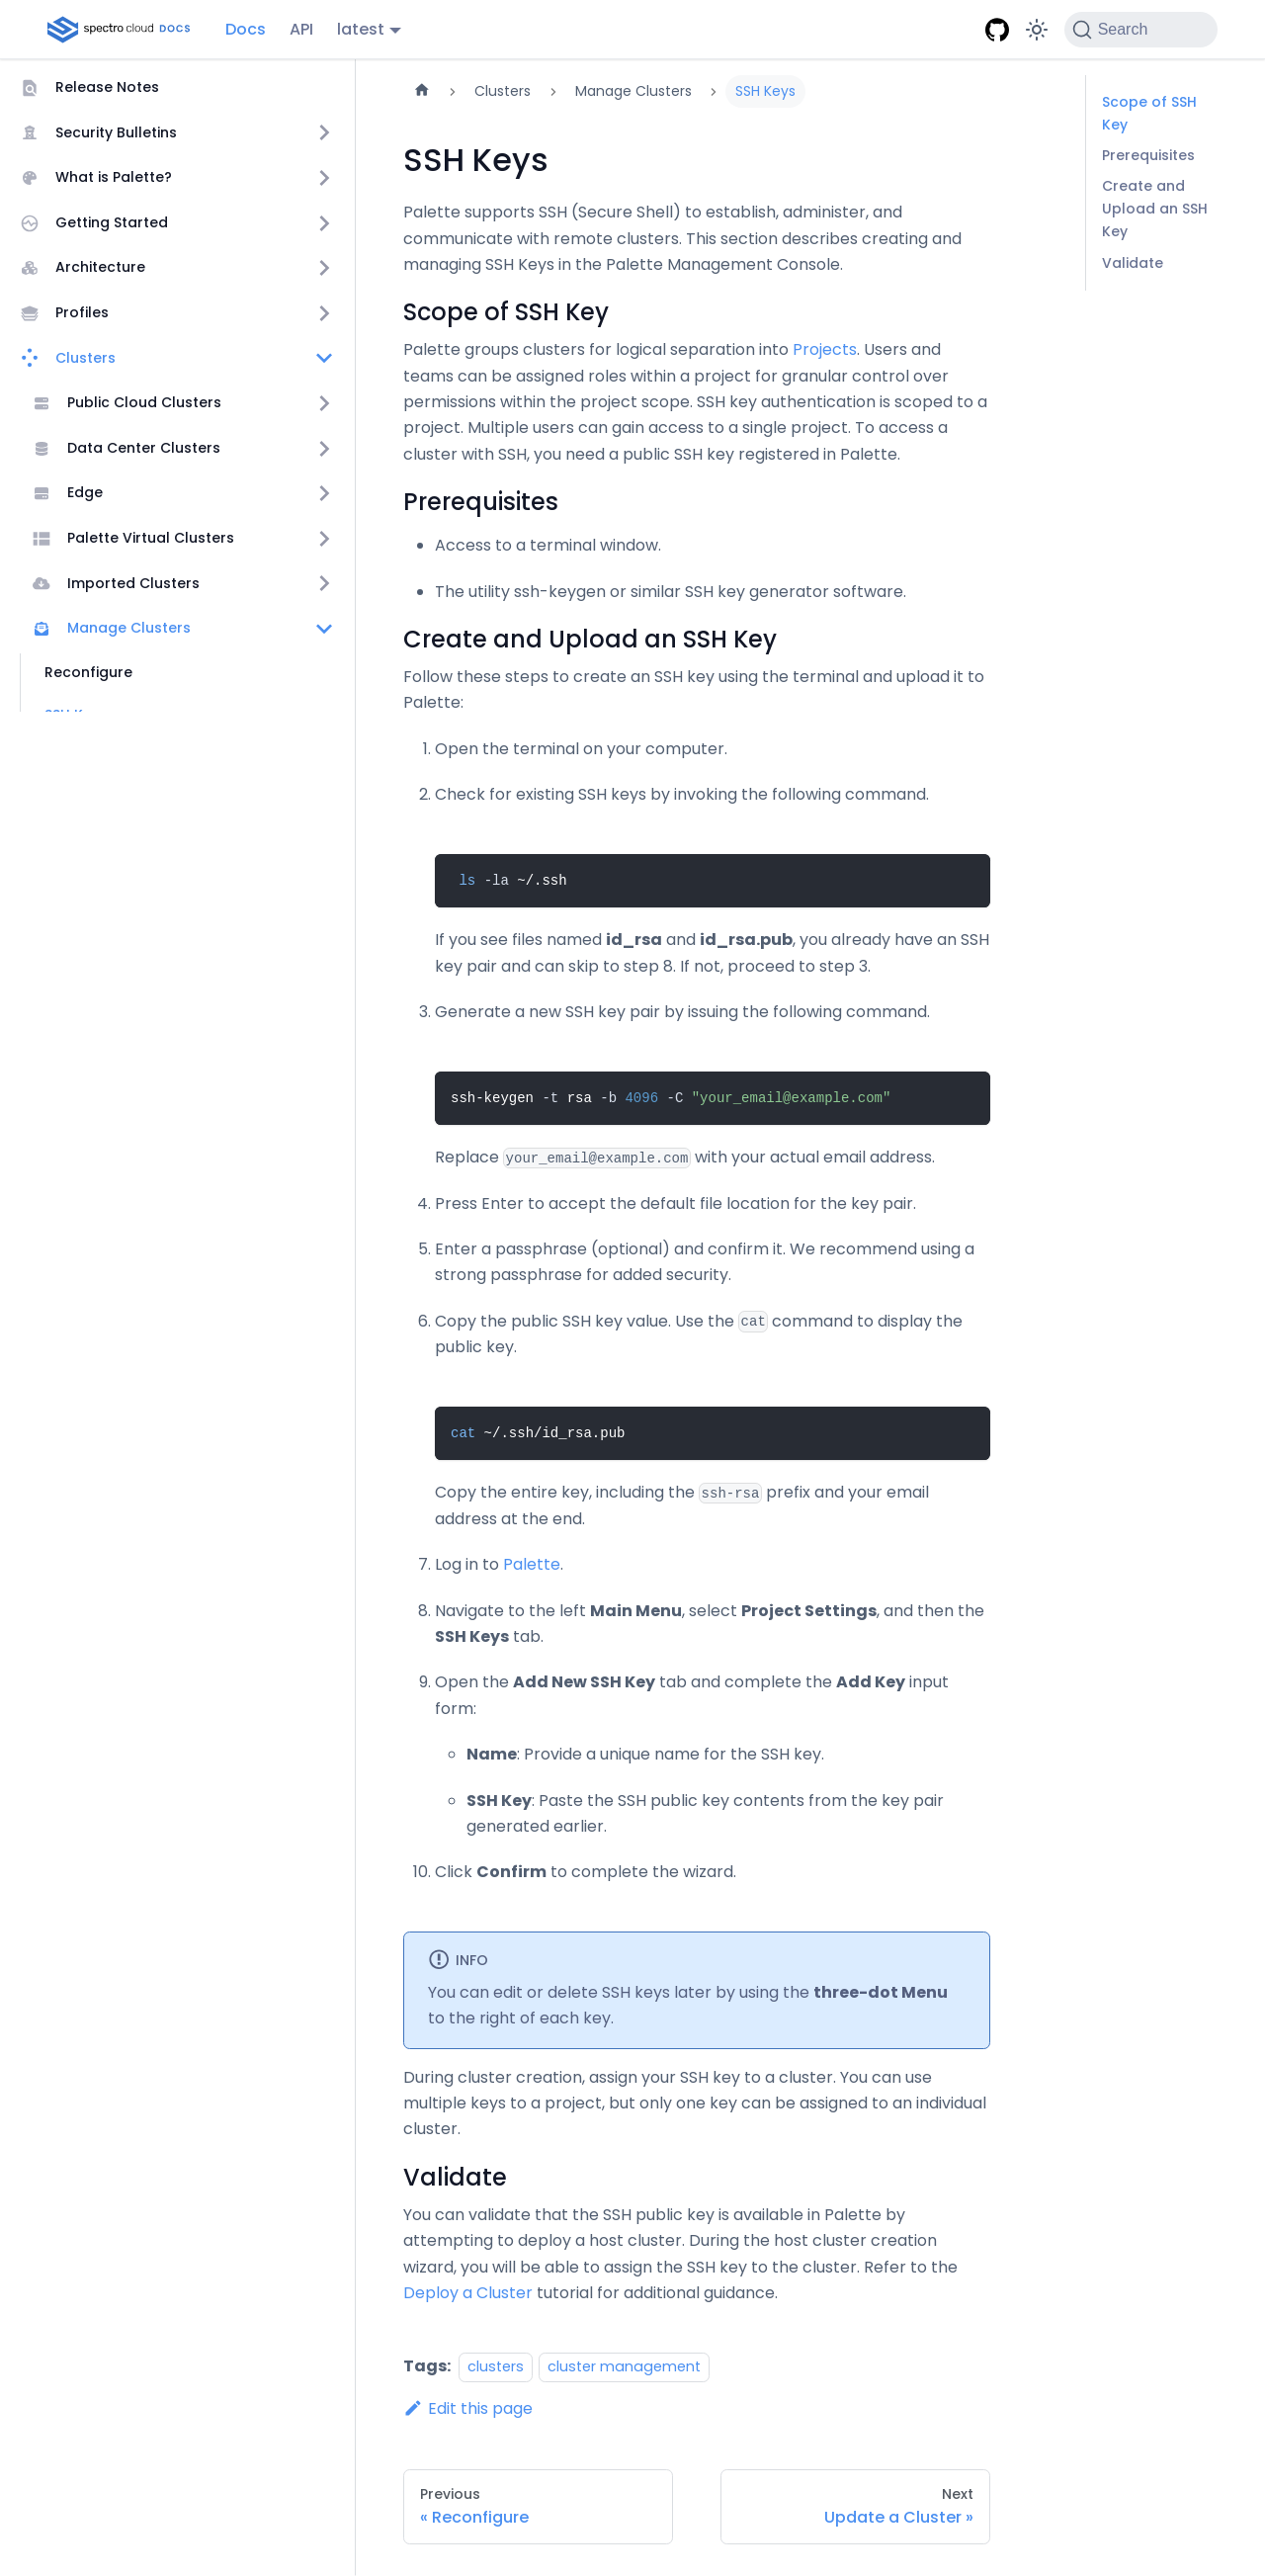 spectro cloud DOCS
Docs
API
latest
Search
Release Notes
Security Bulletins
What is Palette?
Getting Started
Architecture
Profiles
Clusters
Public Cloud Clusters
Data Center Clusters
Edge
Palette Virtual Clusters
Imported Clusters
Manage Clusters
Reconfigure
Clusters
Manage Clusters
SSH Keys
SSH Keys
Palette supports SSH (Secure Shell) to establish, administer, and
communicate with remote clusters. This section describes creating and
managing SSH Keys in the Palette Management Console.
Scope of SSH Key
Palette groups clusters for logical separation into Projects. Users and
teams can be assigned roles within a project for granular control over
permissions within the project scope. SSH key authentication is scoped to a
project. Multiple users can gain access to a single project. To access a
cluster with SSH, you need a public SSH key registered in Palette.
Prerequisites
Access to a terminal window.
The utility ssh-keygen or similar SSH key generator software.
Create and Upload an SSH Key
Follow these steps to create an SSH key using the terminal and upload it to
Palette:
1. Open the terminal on your computer.
2. Check for existing SSH keys by invoking the following command.
ls -la ~/.ssh
If you see files named id_rsa and id_rsa.pub, you already have an SSH
key pair and can skip to step 8. If not, proceed to step 3.
3. Generate a new SSH key pair by issuing the following command.
ssh-keygen -t rsa -b 4096 -C "your_email@example.com"
Replace your_email@example.com with your actual email address.
4. Press Enter to accept the default file location for the key pair.
5. Enter a passphrase (optional) and confirm it. We recommend using a
strong passphrase for added security.
6. Copy the public SSH key value. Use the cat command to display the
public key.
cat ~/.ssh/id_rsa.pub
Copy the entire key, including the ssh-rsa prefix and your email
address at the end.
7. Log in to Palette.
8. Navigate to the left Main Menu, select Project Settings, and then the
SSH Keys tab.
9. Open the Add New SSH Key tab and complete the Add Key input
form:
Name: Provide a unique name for the SSH key.
SSH Key: Paste the SSH public key contents from the key pair
generated earlier.
10. Click Confirm to complete the wizard.
INFO
You can edit or delete SSH keys later by using the three-dot Menu
to the right of each key.
During cluster creation, assign your SSH key to a cluster. You can use
multiple keys to a project, but only one key can be assigned to an individual
cluster.
Validate
You can validate that the SSH public key is available in Palette by
attempting to deploy a host cluster. During the host cluster creation
wizard, you will be able to assign the SSH key to the cluster. Refer to the
Deploy a Cluster tutorial for additional guidance.
Tags: clusters cluster management
Edit this page
Previous
« Reconfigure
Next
Update a Cluster »
Scope of SSH
Key
Prerequisites
Create and
Upload an SSH
Key
Validate